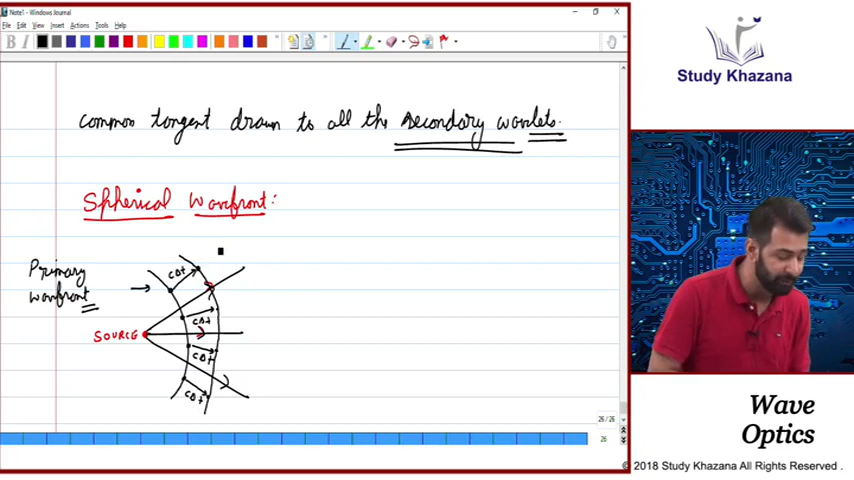 Note1 - Windows Journal
File Edit View Insert Actions Tools Help
Study Khazana
common tangent drawn to all the secondary wavelets.
Spherical Wavefront:
Primary
wavefront
SOURCE
cΔt
cΔt
cΔt
cΔt
26 / 26
26
Wave
Optics
© 2018 Study Khazana All Rights Reserved .